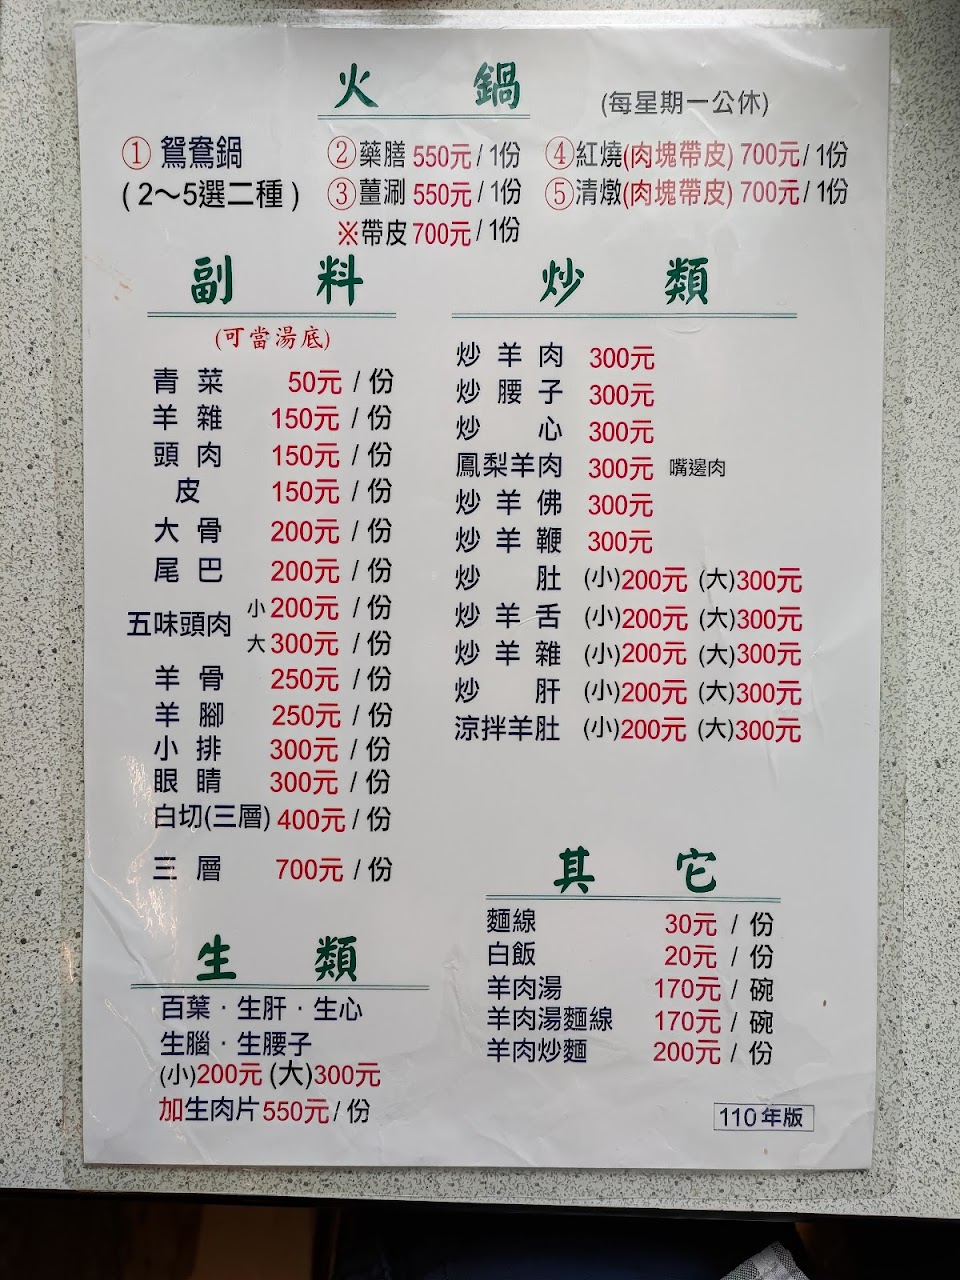 火 鍋 (每星期一公休)
① 鴛鴦鍋
(2～5選二種)
②藥膳 550元 / 1份
③薑涮 550元 / 1份
※帶皮 700元 / 1份
④紅燒(肉塊帶皮) 700元 / 1份
⑤清燉(肉塊帶皮) 700元 / 1份
副 料
(可當湯底)
青 菜 50元 / 份
羊 雜 150元 / 份
頭 肉 150元 / 份
皮 150元 / 份
大 骨 200元 / 份
尾 巴 200元 / 份
五味頭肉 小 200元 / 份
大 300元 / 份
羊 骨 250元 / 份
羊 腳 250元 / 份
小 排 300元 / 份
眼 睛 300元 / 份
白切(三層) 400元 / 份
三 層 700元 / 份
炒 類
炒 羊 肉 300元
炒 腰 子 300元
炒 心 300元
鳳梨羊肉 300元 嘴邊肉
炒 羊 佛 300元
炒 羊 鞭 300元
炒 肚 (小)200元 (大)300元
炒 羊 舌 (小)200元 (大)300元
炒 羊 雜 (小)200元 (大)300元
炒 肝 (小)200元 (大)300元
涼拌羊肚 (小)200元 (大)300元
生 類
百葉．生肝．生心
生腦．生腰子
(小)200元 (大)300元
加生肉片 550元 / 份
其 它
麵線 30元 / 份
白飯 20元 / 份
羊肉湯 170元 / 碗
羊肉湯麵線 170元 / 碗
羊肉炒麵 200元 / 份
110年版